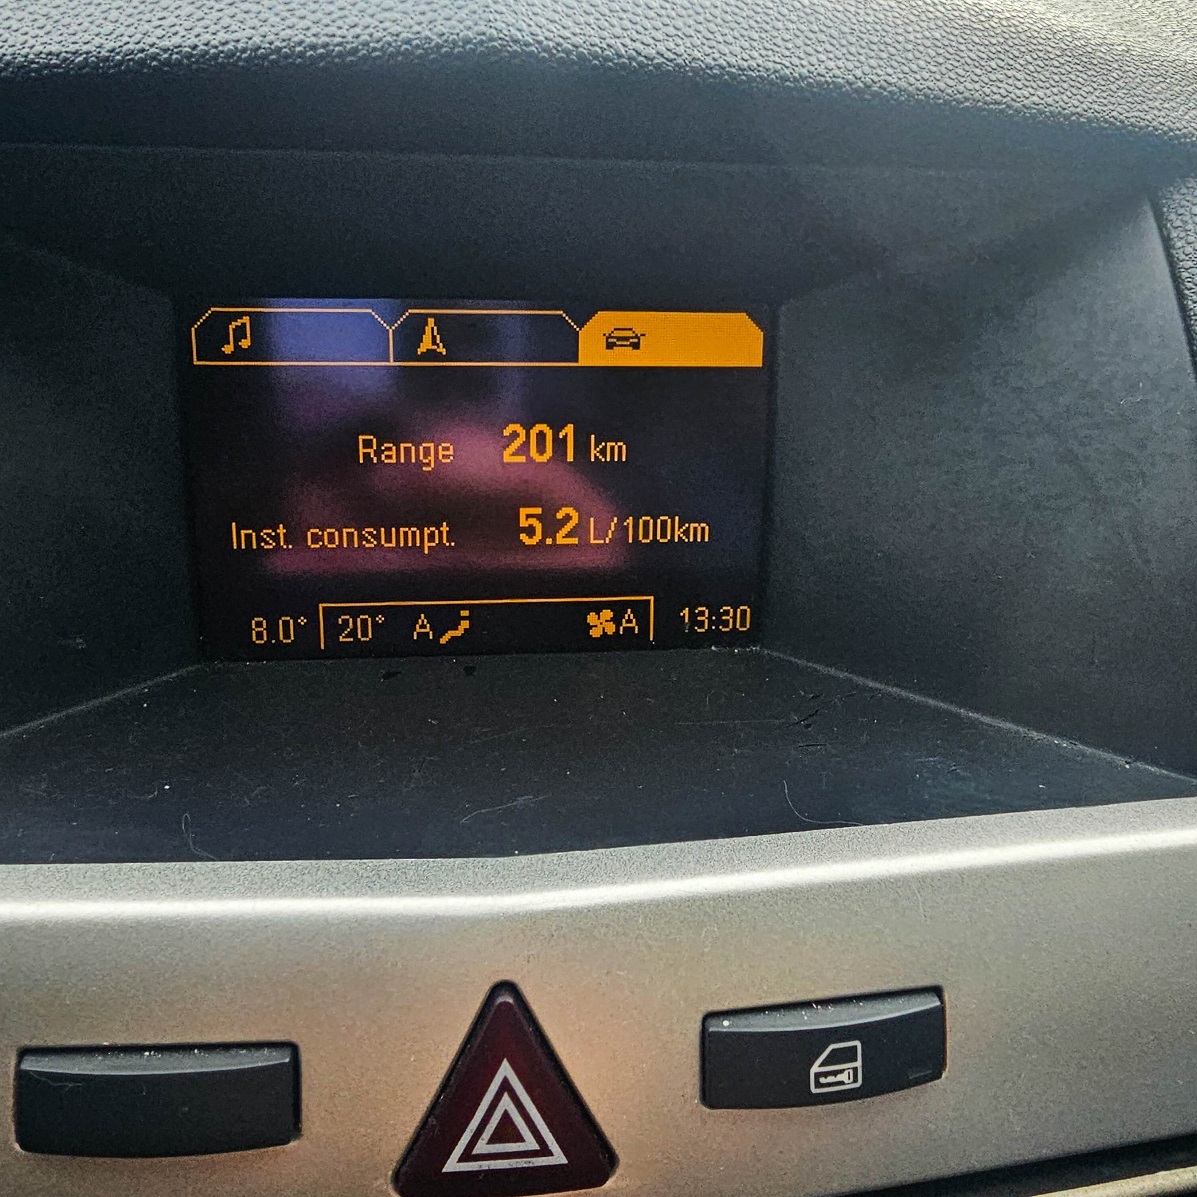 Range 201 km
Inst. consumpt. 5.2 L/100km
8.0° 20° A A 13:30